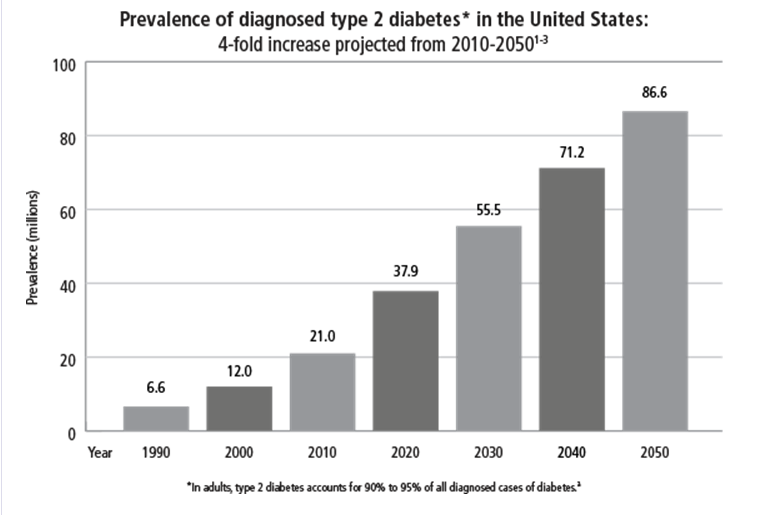 Prevalence of diagnosed type 2 diabetes* in the United States:
4-fold increase projected from 2010-2050¹⁻³
Prevalence (millions)
100
80
60
40
20
0
6.6
12.0
21.0
37.9
55.5
71.2
86.6
Year 1990 2000 2010 2020 2030 2040 2050
*In adults, type 2 diabetes accounts for 90% to 95% of all diagnosed cases of diabetes.²